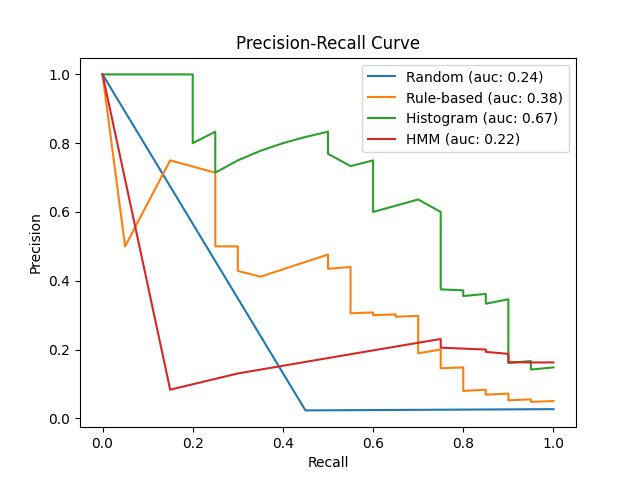 Precision-Recall Curve
Random (auc: 0.24)
Rule-based (auc: 0.38)
Histogram (auc: 0.67)
HMM (auc: 0.22)
Precision
1.0
0.8
0.6
0.4
0.2
0.0
0.0 0.2 0.4 0.6 0.8 1.0
Recall